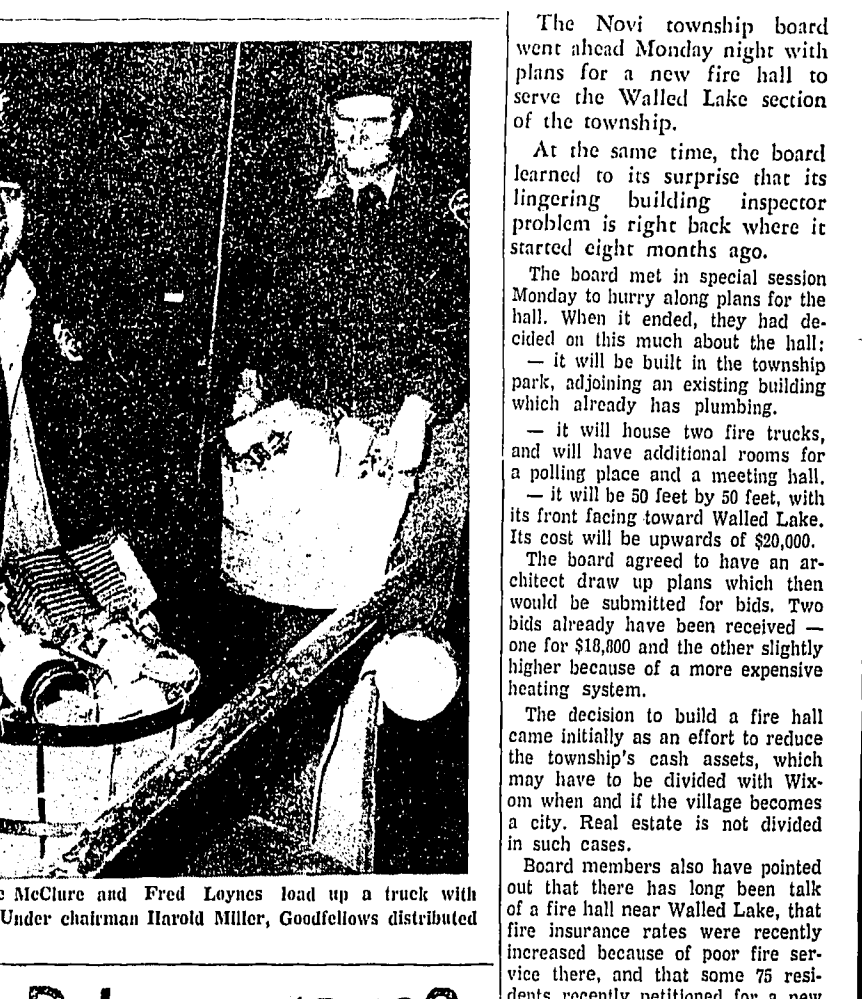 The Novi township board
went ahead Monday night with
plans for a new fire hall to
serve the Walled Lake section
of the township.
At the same time, the board
learned to its surprise that its
lingering building inspector
problem is right back where it
started eight months ago.
The board met in special session
Monday to hurry along plans for the
hall. When it ended, they had de-
cided on this much about the hall:
— it will be built in the township
park, adjoining an existing building
which already has plumbing.
— it will house two fire trucks,
and will have additional rooms for
a polling place and a meeting hall.
— it will be 50 feet by 50 feet, with
its front facing toward Walled Lake.
Its cost will be upwards of $20,000.
The board agreed to have an ar-
chitect draw up plans which then
would be submitted for bids. Two
bids already have been received —
one for $18,800 and the other slightly
higher because of a more expensive
heating system.
The decision to build a fire hall
came initially as an effort to reduce
the township's cash assets, which
may have to be divided with Wix-
om when and if the village becomes
a city. Real estate is not divided
in such cases.
Board members also have pointed
out that there has long been talk
of a fire hall near Walled Lake, that
fire insurance rates were recently
increased because of poor fire ser-
vice there, and that some 75 resi-
dents recently petitioned for a new
McClure and Fred Loynes load up a truck with
Under chairman Harold Miller, Goodfellows distributed